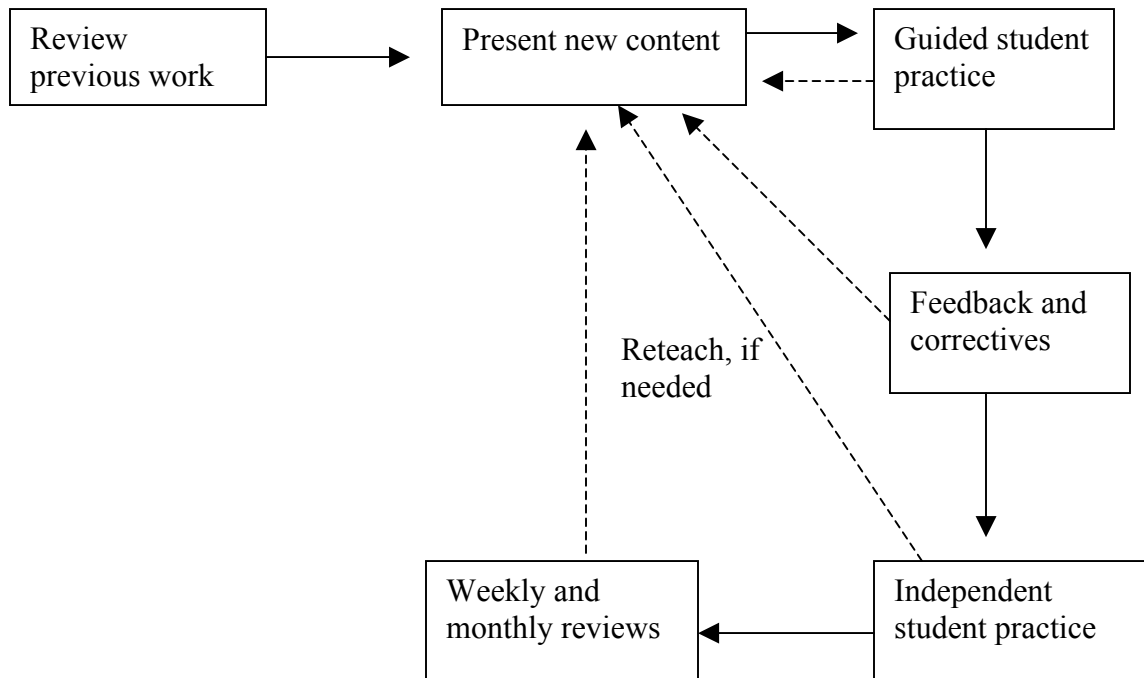 Review
previous work
Present new content
Guided student
practice
Feedback and
correctives
Reteach, if
needed
Weekly and
monthly reviews
Independent
student practice